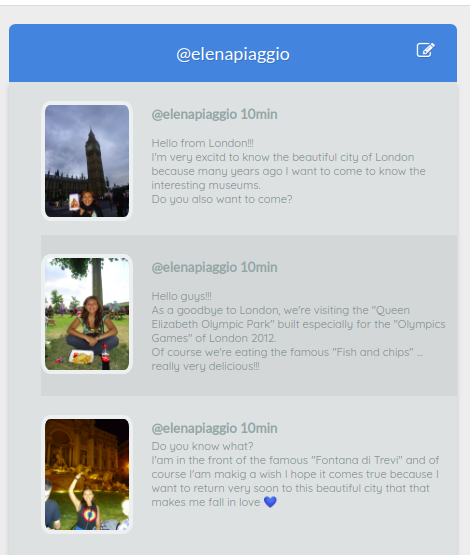 @elenapiaggio
@elenapiaggio 10min
Hello from London!!!
I'm very excitd to know the beautiful city of London
because many years ago I want to come to know the
interesting museums.
Do you also want to come?
@elenapiaggio 10min
Hello guys!!!
As a goodbye to London, we're visiting the "Queen
Elizabeth Olympic Park" built especially for the "Olympics
Games" of London 2012.
Of course we're eating the famous "Fish and chips" ...
really very delicious!!!
@elenapiaggio 10min
Do you know what?
I'am in the front of the famous "Fontana di Trevi" and of
course I'am makig a wish I hope it comes true because I
want to return very soon to this beautiful city that that
makes me fall in love 💙